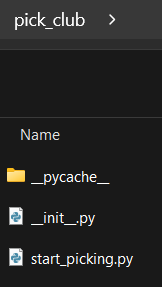 pick_club
Name
__pycache__
__init__.py
start_picking.py